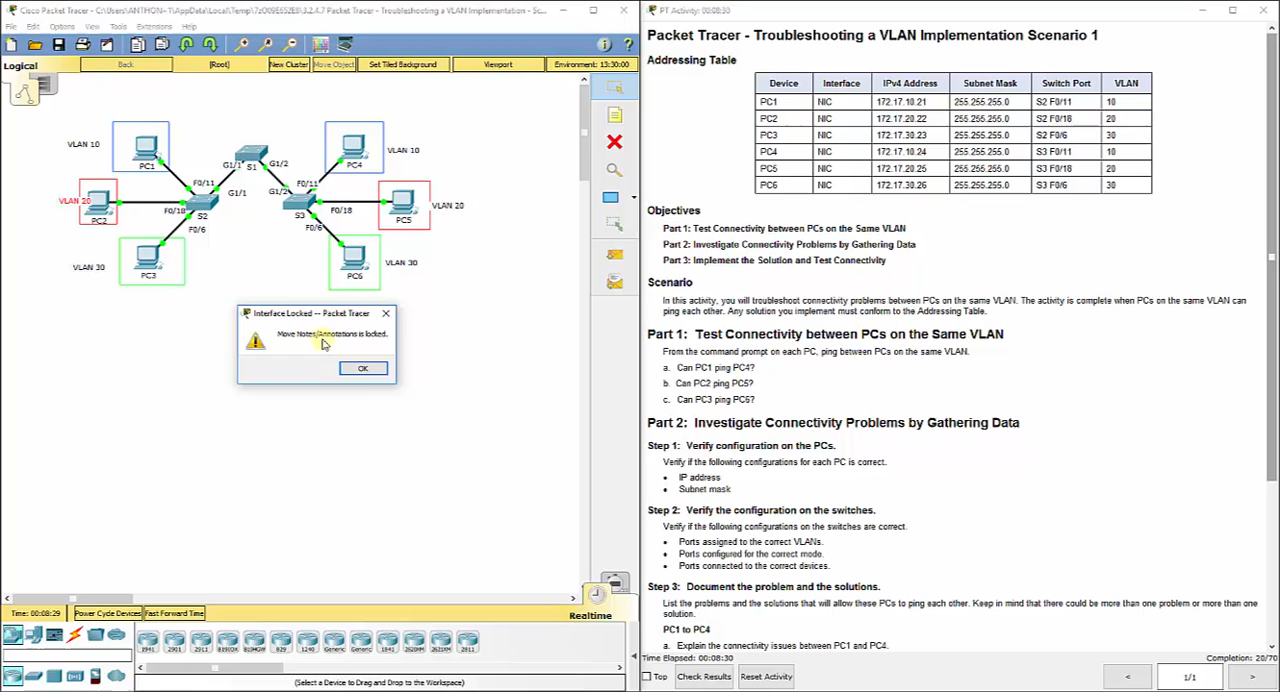 Cisco Packet Tracer - C:\Users\ANTHON~1\AppData\Local\Temp\7zO09E552E8\3.2.4.7 Packet Tracer - Troubleshooting a VLAN Implementation - Sc...
File Edit Options View Tools Extensions Help
Logical Back [Root] New Cluster Move Object Set Tiled Background Viewport Environment: 13:30:00
VLAN 10
PC1
G1/1
S1
G1/2
PC4
VLAN 10
F0/11
G1/1
F0/11
G1/2
VLAN 20
PC2
F0/18
S2
S3
F0/18
PC5
VLAN 20
F0/6
F0/6
VLAN 30
PC3
PC6
VLAN 30
Interface Locked -- Packet Tracer
Move Notes/Annotations is locked.
OK
Time: 00:08:29 Power Cycle Devices Fast Forward Time
Realtime
1941 2901 2911 819IOX 819HGW 829 1240 Generic Generic 1841 2620XM 2621XM 2811
(Select a Device to Drag and Drop to the Workspace)
PT Activity: 00:08:30
Packet Tracer - Troubleshooting a VLAN Implementation Scenario 1
Addressing Table
Device Interface IPv4 Address Subnet Mask Switch Port VLAN
PC1 NIC 172.17.10.21 255.255.255.0 S2 F0/11 10
PC2 NIC 172.17.20.22 255.255.255.0 S2 F0/18 20
PC3 NIC 172.17.30.23 255.255.255.0 S2 F0/6 30
PC4 NIC 172.17.10.24 255.255.255.0 S3 F0/11 10
PC5 NIC 172.17.20.25 255.255.255.0 S3 F0/18 20
PC6 NIC 172.17.30.26 255.255.255.0 S3 F0/6 30
Objectives
Part 1: Test Connectivity between PCs on the Same VLAN
Part 2: Investigate Connectivity Problems by Gathering Data
Part 3: Implement the Solution and Test Connectivity
Scenario
In this activity, you will troubleshoot connectivity problems between PCs on the same VLAN. The activity is complete when PCs on the same VLAN can
ping each other. Any solution you implement must conform to the Addressing Table.
Part 1: Test Connectivity between PCs on the Same VLAN
From the command prompt on each PC, ping between PCs on the same VLAN.
a. Can PC1 ping PC4?
b. Can PC2 ping PC5?
c. Can PC3 ping PC6?
Part 2: Investigate Connectivity Problems by Gathering Data
Step 1: Verify configuration on the PCs.
Verify if the following configurations for each PC is correct.
• IP address
• Subnet mask
Step 2: Verify the configuration on the switches.
Verify if the following configurations on the switches are correct.
• Ports assigned to the correct VLANs.
• Ports configured for the correct mode.
• Ports connected to the correct devices.
Step 3: Document the problem and the solutions.
List the problems and the solutions that will allow these PCs to ping each other. Keep in mind that there could be more than one problem or more than one
solution.
PC1 to PC4
a. Explain the connectivity issues between PC1 and PC4.
Time Elapsed: 00:08:30 Completion: 20/70
Top Check Results Reset Activity < 1/1 >